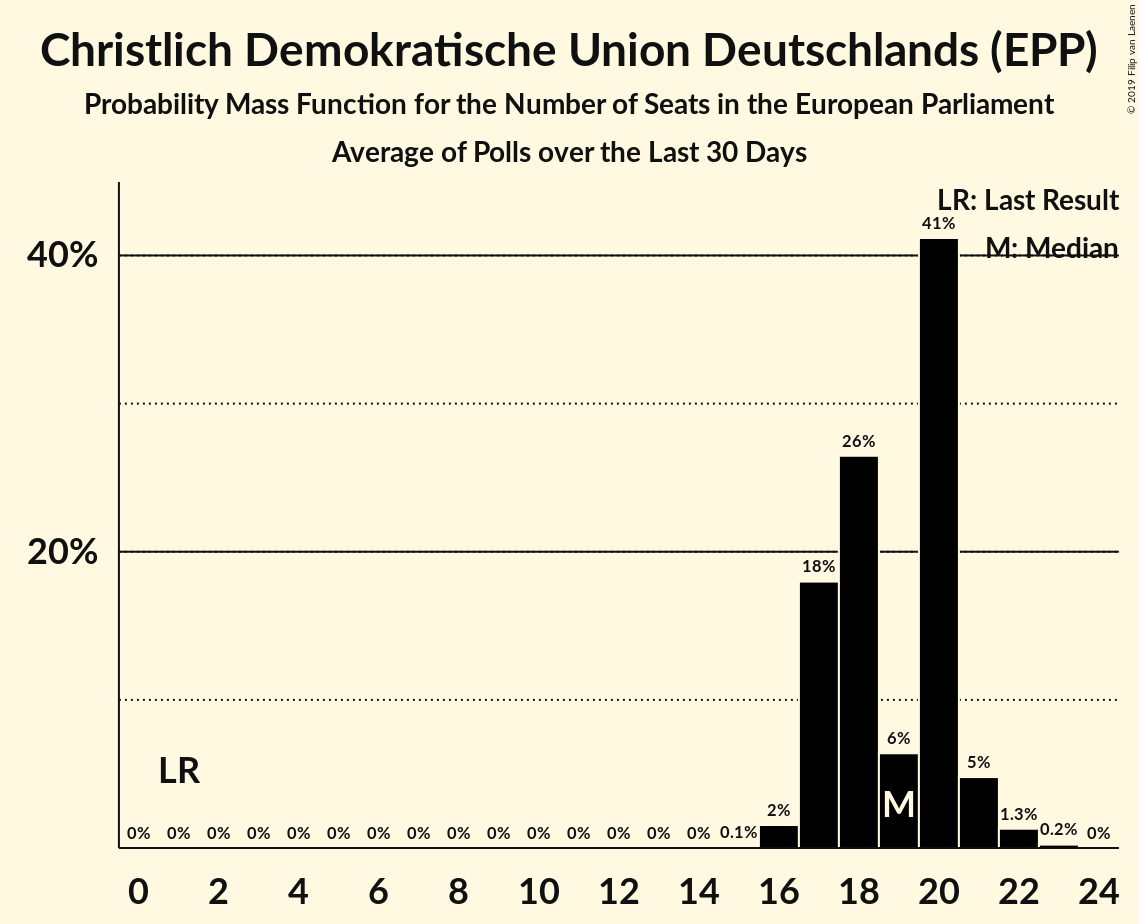 Christlich Demokratische Union Deutschlands (EPP)
Probability Mass Function for the Number of Seats in the European Parliament
Average of Polls over the Last 30 Days
© 2019 Filip van Laenen
LR: Last Result
M: Median
40%
20%
41%
26%
18%
6%
5%
2%
1.3%
0.2%
0.1%
LR
M
0% 0% 0% 0% 0% 0% 0% 0% 0% 0% 0% 0% 0% 0% 0% 0%
0 2 4 6 8 10 12 14 16 18 20 22 24